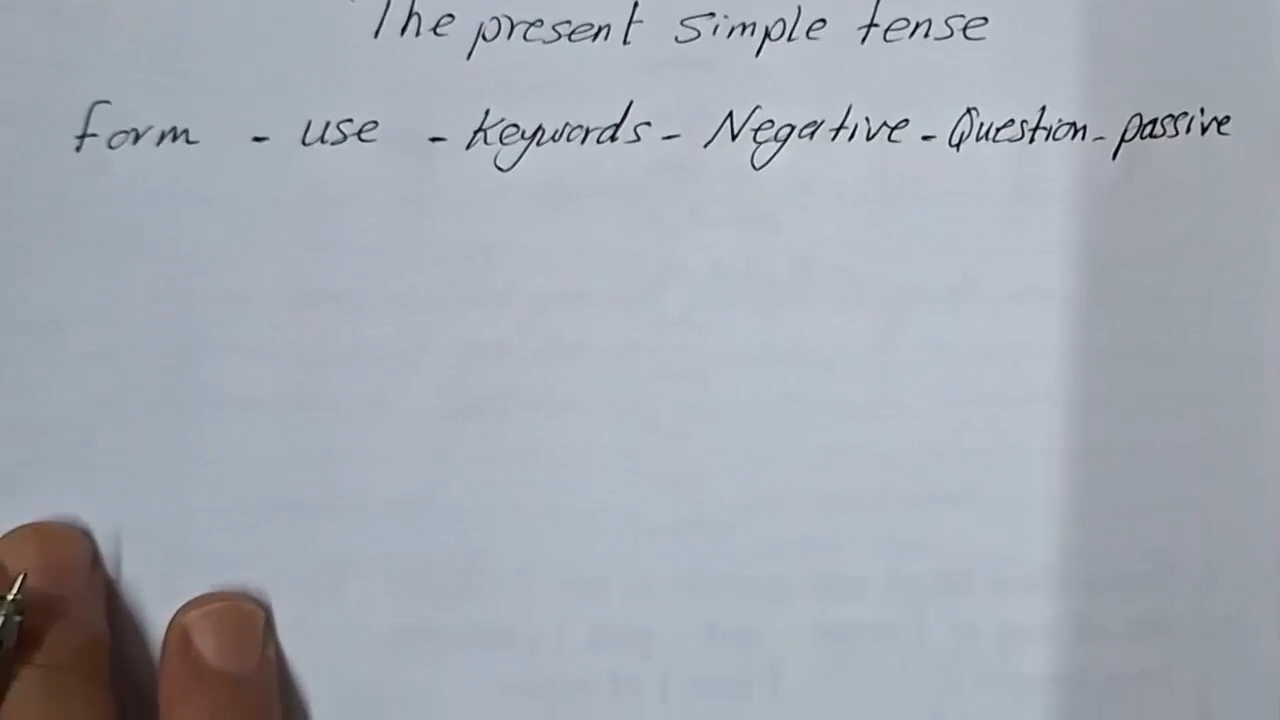 The present simple tense
form - use - keywords - Negative - Question - passive